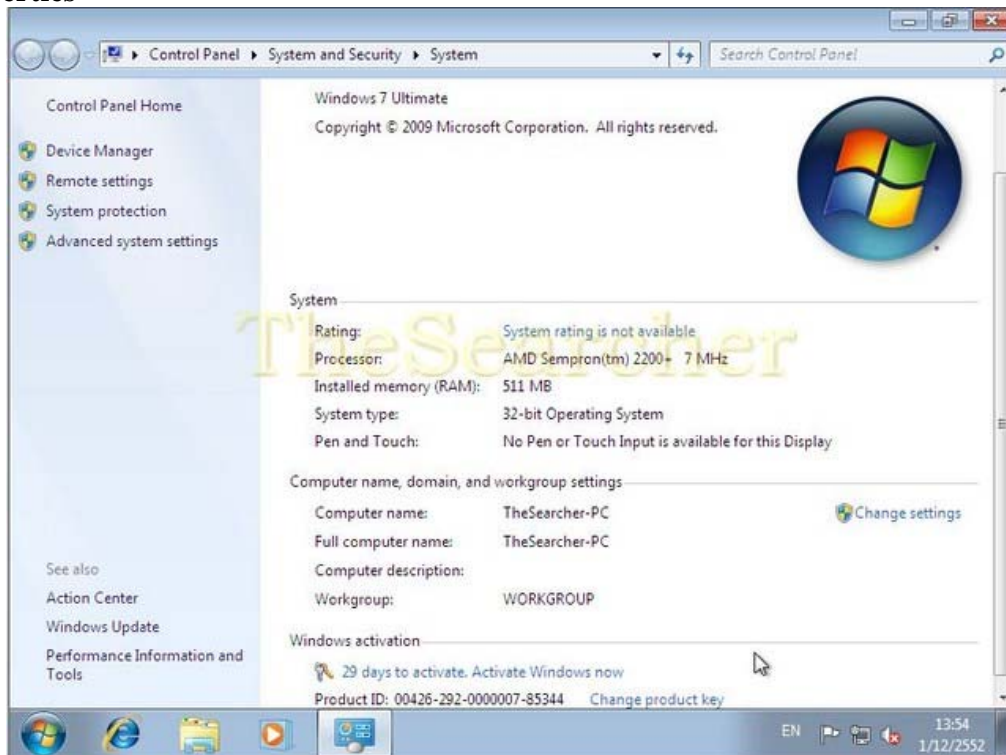 Control Panel ▸ System and Security ▸ System
Search Control Panel
Control Panel Home
Device Manager
Remote settings
System protection
Advanced system settings
See also
Action Center
Windows Update
Performance Information and
Tools
Windows 7 Ultimate
Copyright © 2009 Microsoft Corporation. All rights reserved.
System
TheSearcher
Rating: System rating is not available
Processor: AMD Sempron(tm) 2200+ 7 MHz
Installed memory (RAM): 511 MB
System type: 32-bit Operating System
Pen and Touch: No Pen or Touch Input is available for this Display
Computer name, domain, and workgroup settings
Computer name: TheSearcher-PC Change settings
Full computer name: TheSearcher-PC
Computer description:
Workgroup: WORKGROUP
Windows activation
29 days to activate. Activate Windows now
Product ID: 00426-292-0000007-85344 Change product key
EN
13:54
1/12/2552